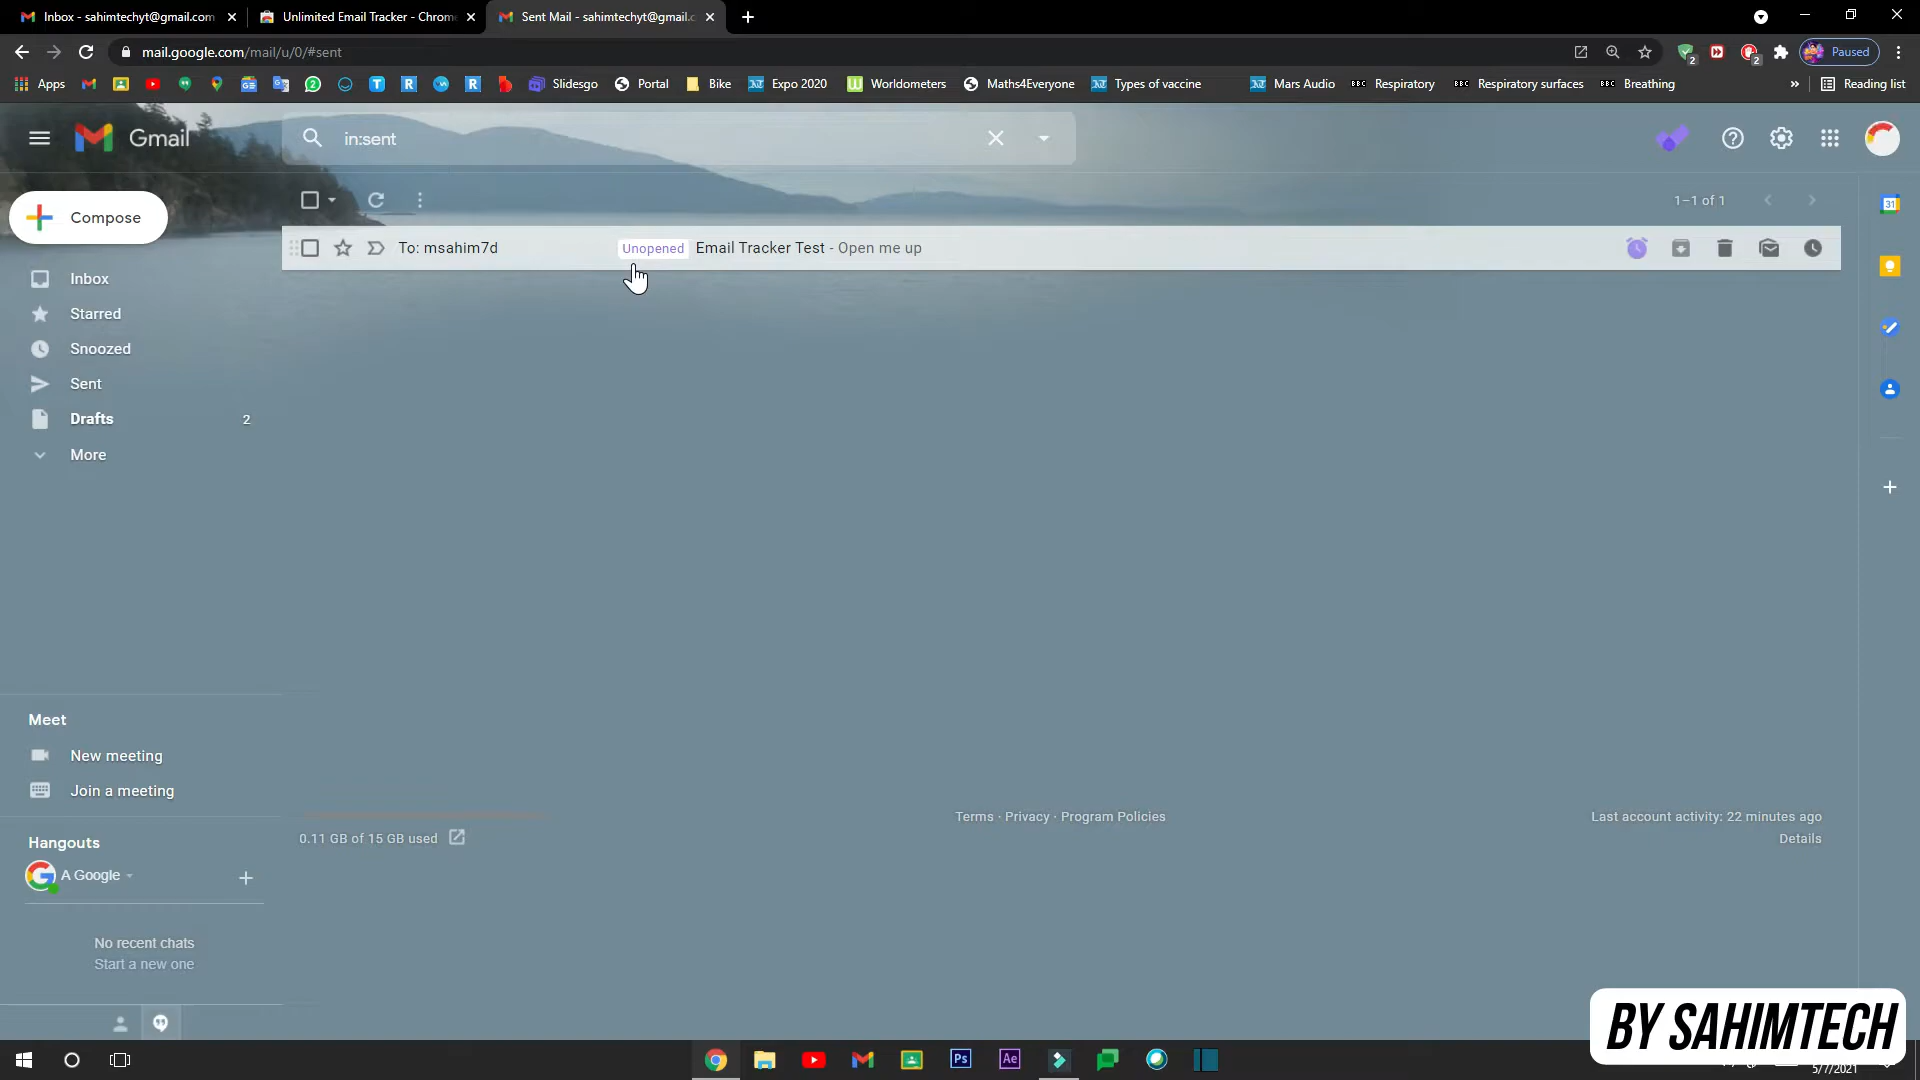 Inbox - sahimtechyt@gmail.com
Unlimited Email Tracker - Chrome
Sent Mail - sahimtechyt@gmail.c
mail.google.com/mail/u/0/#sent
2
2
Paused
Apps
Slidesgo
Portal
Bike
Expo 2020
Worldometers
Maths4Everyone
Types of vaccine
Mars Audio
Respiratory
Respiratory surfaces
Breathing
Reading list
Gmail
in:sent
Compose
1–1 of 1
To: msahim7d
Unopened
Email Tracker Test - Open me up
Inbox
Starred
Snoozed
Sent
Drafts
2
More
Meet
New meeting
Join a meeting
Terms · Privacy · Program Policies
Last account activity: 22 minutes ago
0.11 GB of 15 GB used
Details
Hangouts
A Google
No recent chats
Start a new one
BY SAHIMTECH
5/7/2021